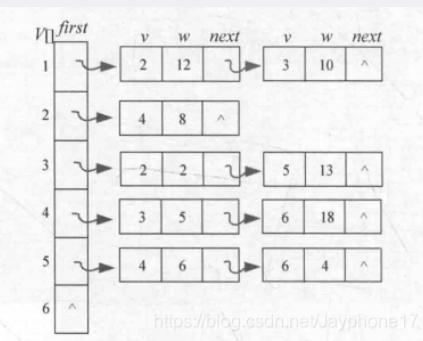 V[] first
v w next v w next
1 2 12 3 10 ^
2 4 8 ^
3 2 2 5 13 ^
4 3 5 6 18 ^
5 4 6 6 4 ^
6 ^
https://blog.csdn.net/Jayphone17